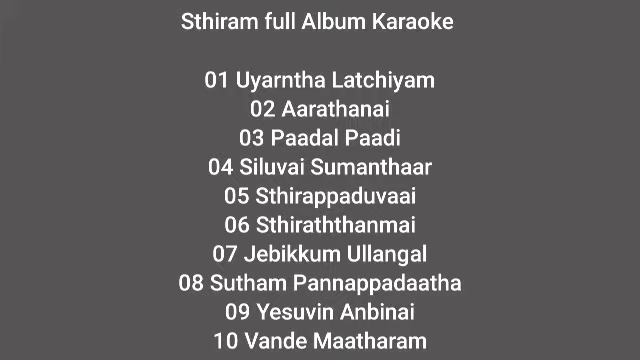 Sthiram full Album Karaoke
01 Uyarntha Latchiyam
02 Aarathanai
03 Paadal Paadi
04 Siluvai Sumanthaar
05 Sthirappaduvaai
06 Sthiraththanmai
07 Jebikkum Ullangal
08 Sutham Pannappadaatha
09 Yesuvin Anbinai
10 Vande Maatharam